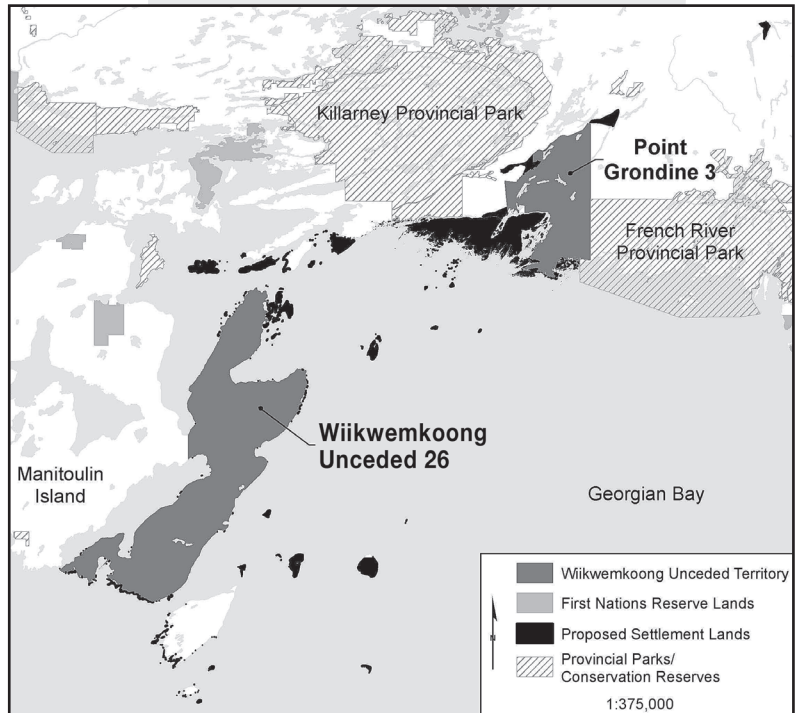 Killarney Provincial Park
Point
Grondine 3
French River
Provincial Park
Wiikwemkoong
Unceded 26
Manitoulin
Island
Georgian Bay
Wiikwemkoong Unceded Territory
First Nations Reserve Lands
Proposed Settlement Lands
Provincial Parks/
Conservation Reserves
1:375,000